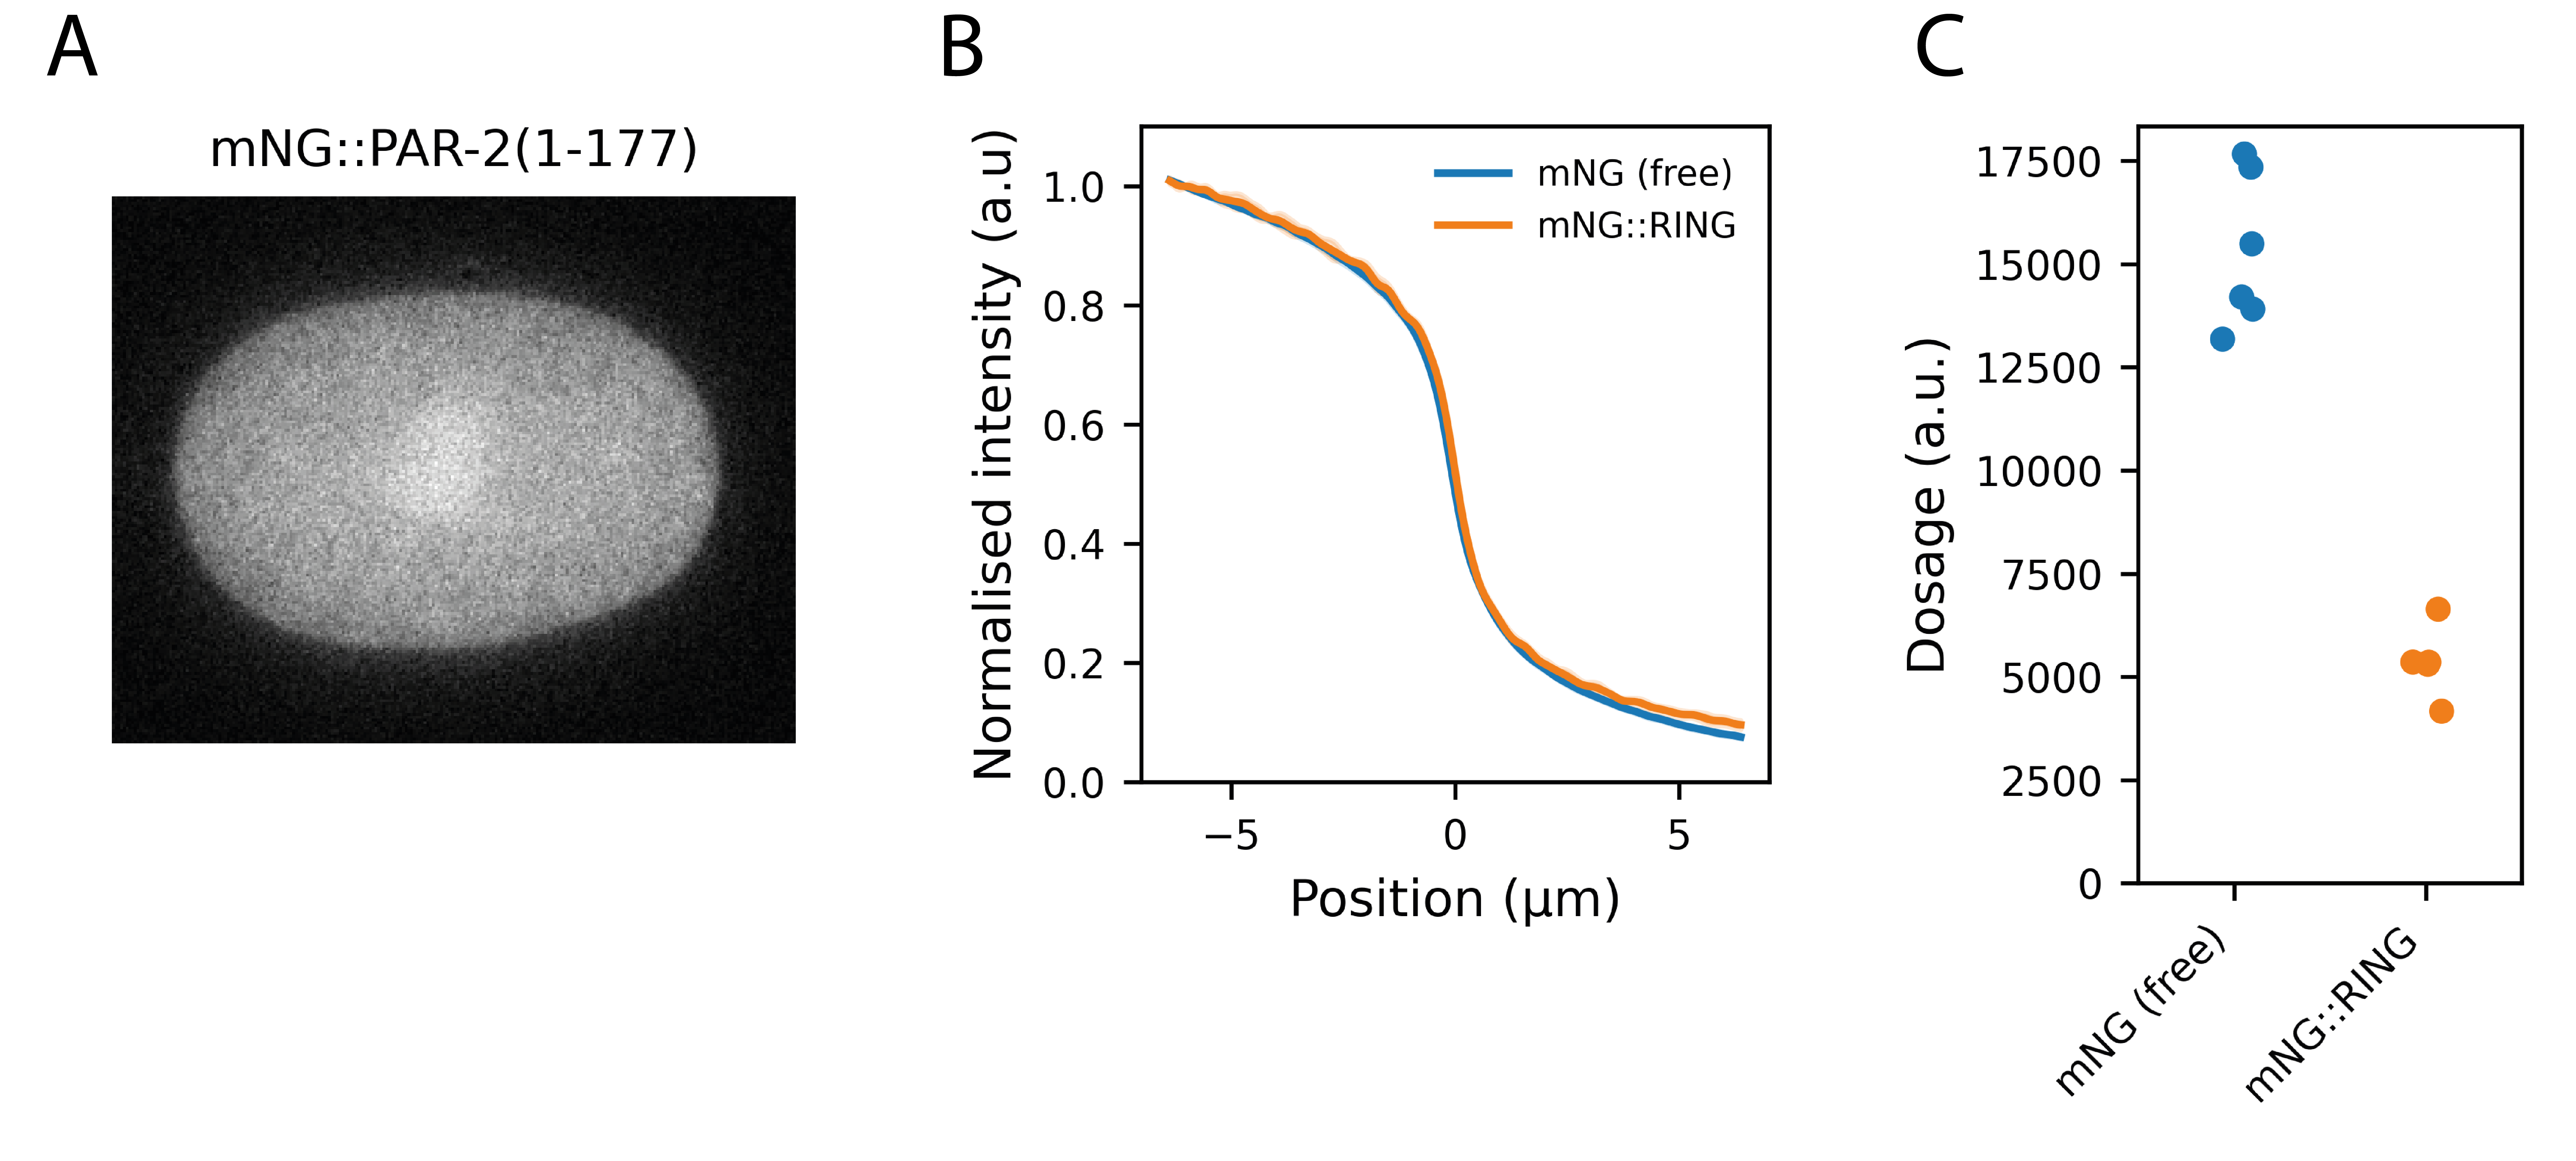 A
mNG::PAR-2(1-177)
B
Normalised intensity (a.u)
1.0
0.8
0.6
0.4
0.2
0.0
−5
0
5
Position (μm)
mNG (free)
mNG::RING
C
Dosage (a.u.)
17500
15000
12500
10000
7500
5000
2500
0
mNG (free)
mNG::RING